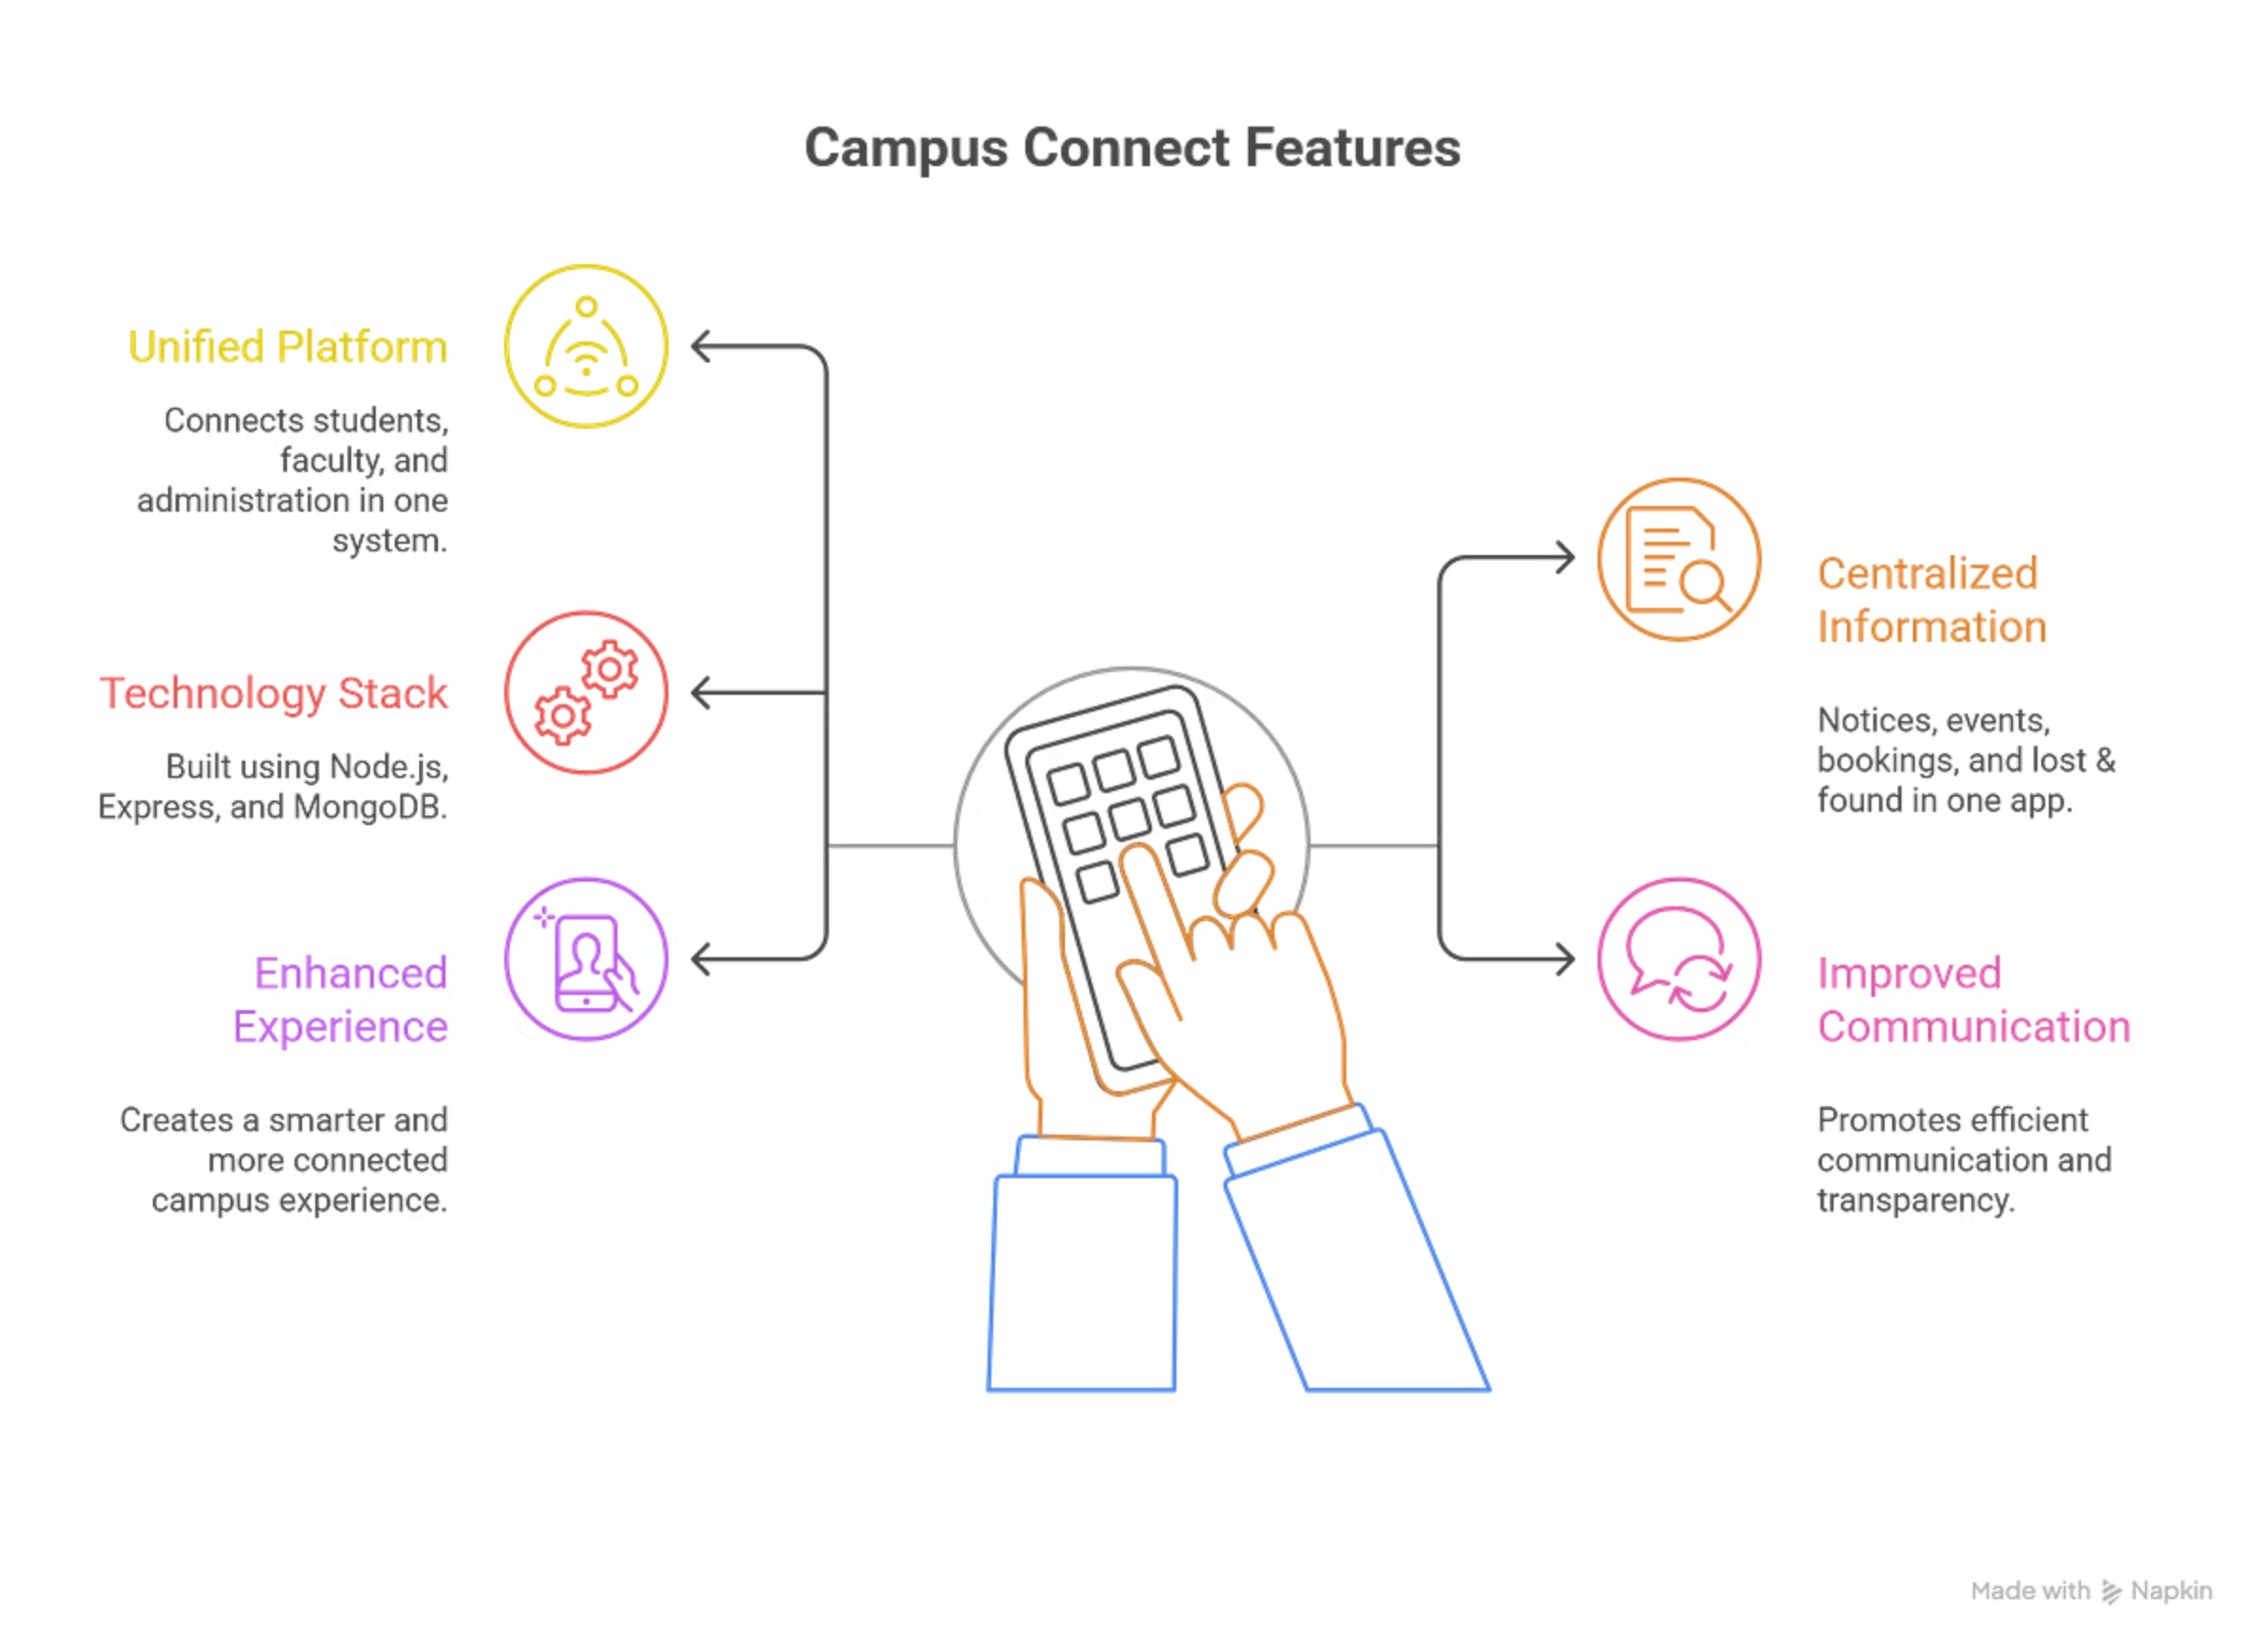 Campus Connect Features
Unified Platform
Connects students,
faculty, and
administration in one
system.
Technology Stack
Built using Node.js,
Express, and MongoDB.
Enhanced
Experience
Creates a smarter and
more connected
campus experience.
Centralized
Information
Notices, events,
bookings, and lost &
found in one app.
Improved
Communication
Promotes efficient
communication and
transparency.
Made with Napkin